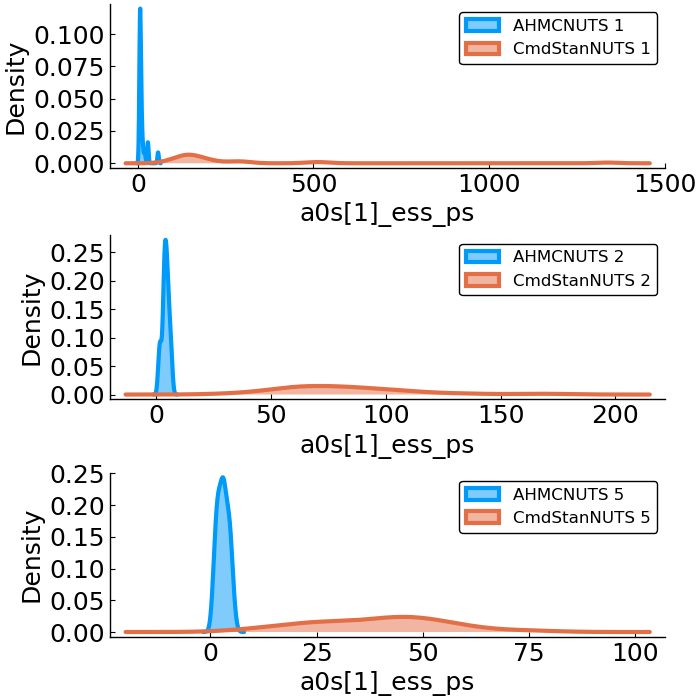 AHMCNUTS 1
CmdStanNUTS 1
0.100
0.075
0.050
0.025
0.000
Density
0 500 1000 1500
a0s[1]_ess_ps
AHMCNUTS 2
CmdStanNUTS 2
0.25
0.20
0.15
0.10
0.05
0.00
Density
0 50 100 150 200
a0s[1]_ess_ps
AHMCNUTS 5
CmdStanNUTS 5
0.25
0.20
0.15
0.10
0.05
0.00
Density
0 25 50 75 100
a0s[1]_ess_ps